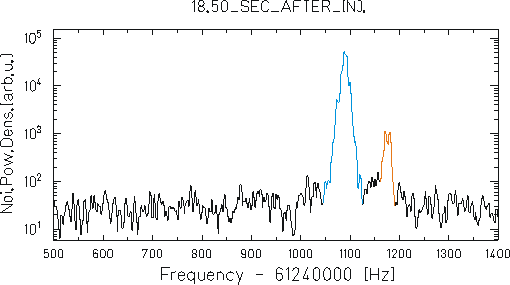 18.50_SEC_AFTER_INJ.
Noi.Pow.Dens.[arb.u.]
10^5
10^4
10^3
10^2
10^1
500 600 700 800 900 1000 1100 1200 1300 1400
Frequency - 61240000 [Hz]